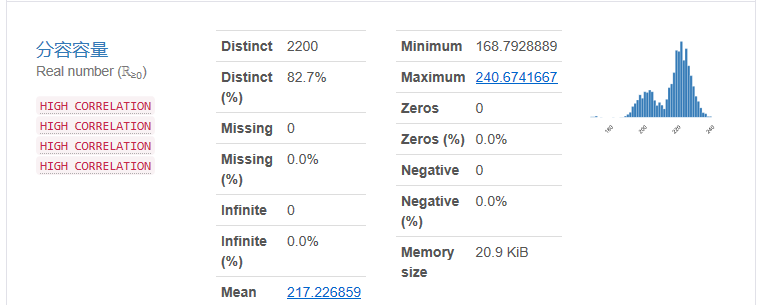 分容容量
Real number (ℝ≥0)
HIGH CORRELATION
HIGH CORRELATION
HIGH CORRELATION
HIGH CORRELATION
Distinct 2200
Distinct (%) 82.7%
Missing 0
Missing (%) 0.0%
Infinite 0
Infinite (%) 0.0%
Mean 217.226859
Minimum 168.7928889
Maximum 240.6741667
Zeros 0
Zeros (%) 0.0%
Negative 0
Negative (%) 0.0%
Memory size 20.9 KiB
180 200 220 240